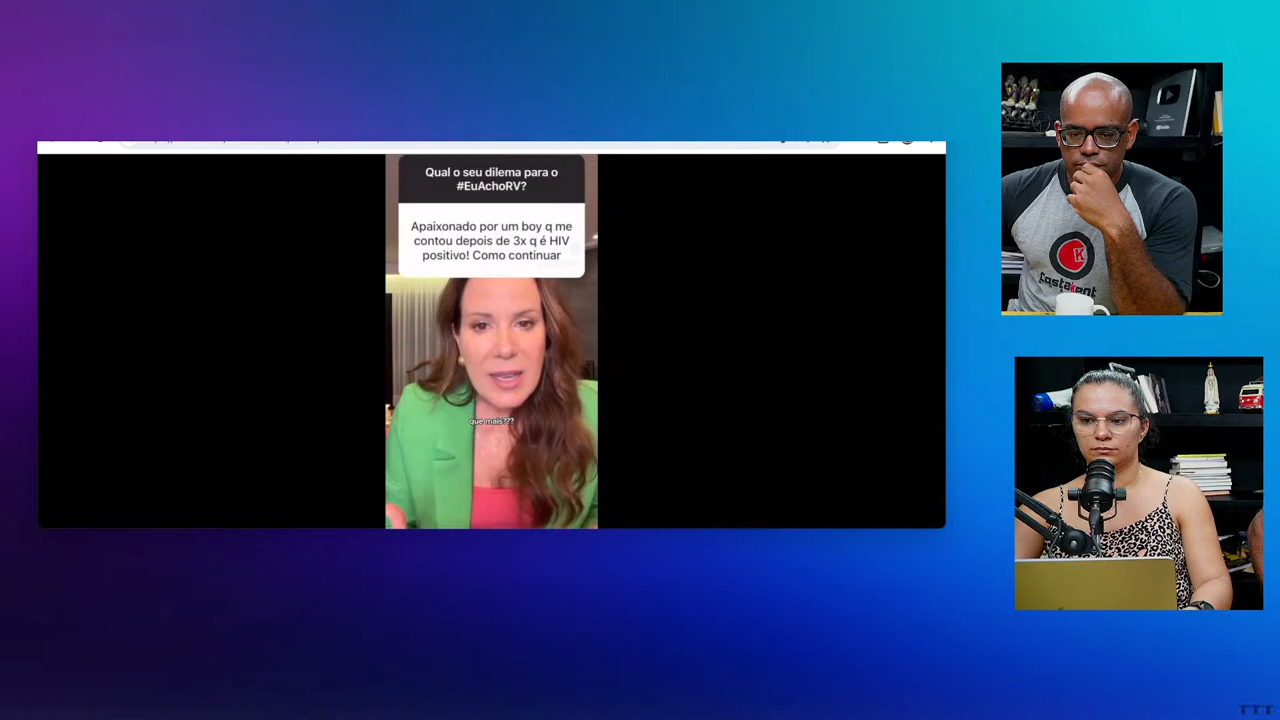 Qual o seu dilema para o
#EuAchoRV?
Apaixonado por um boy q me
contou depois de 3x q é HIV
positivo! Como continuar
que mais???
K
Costakent